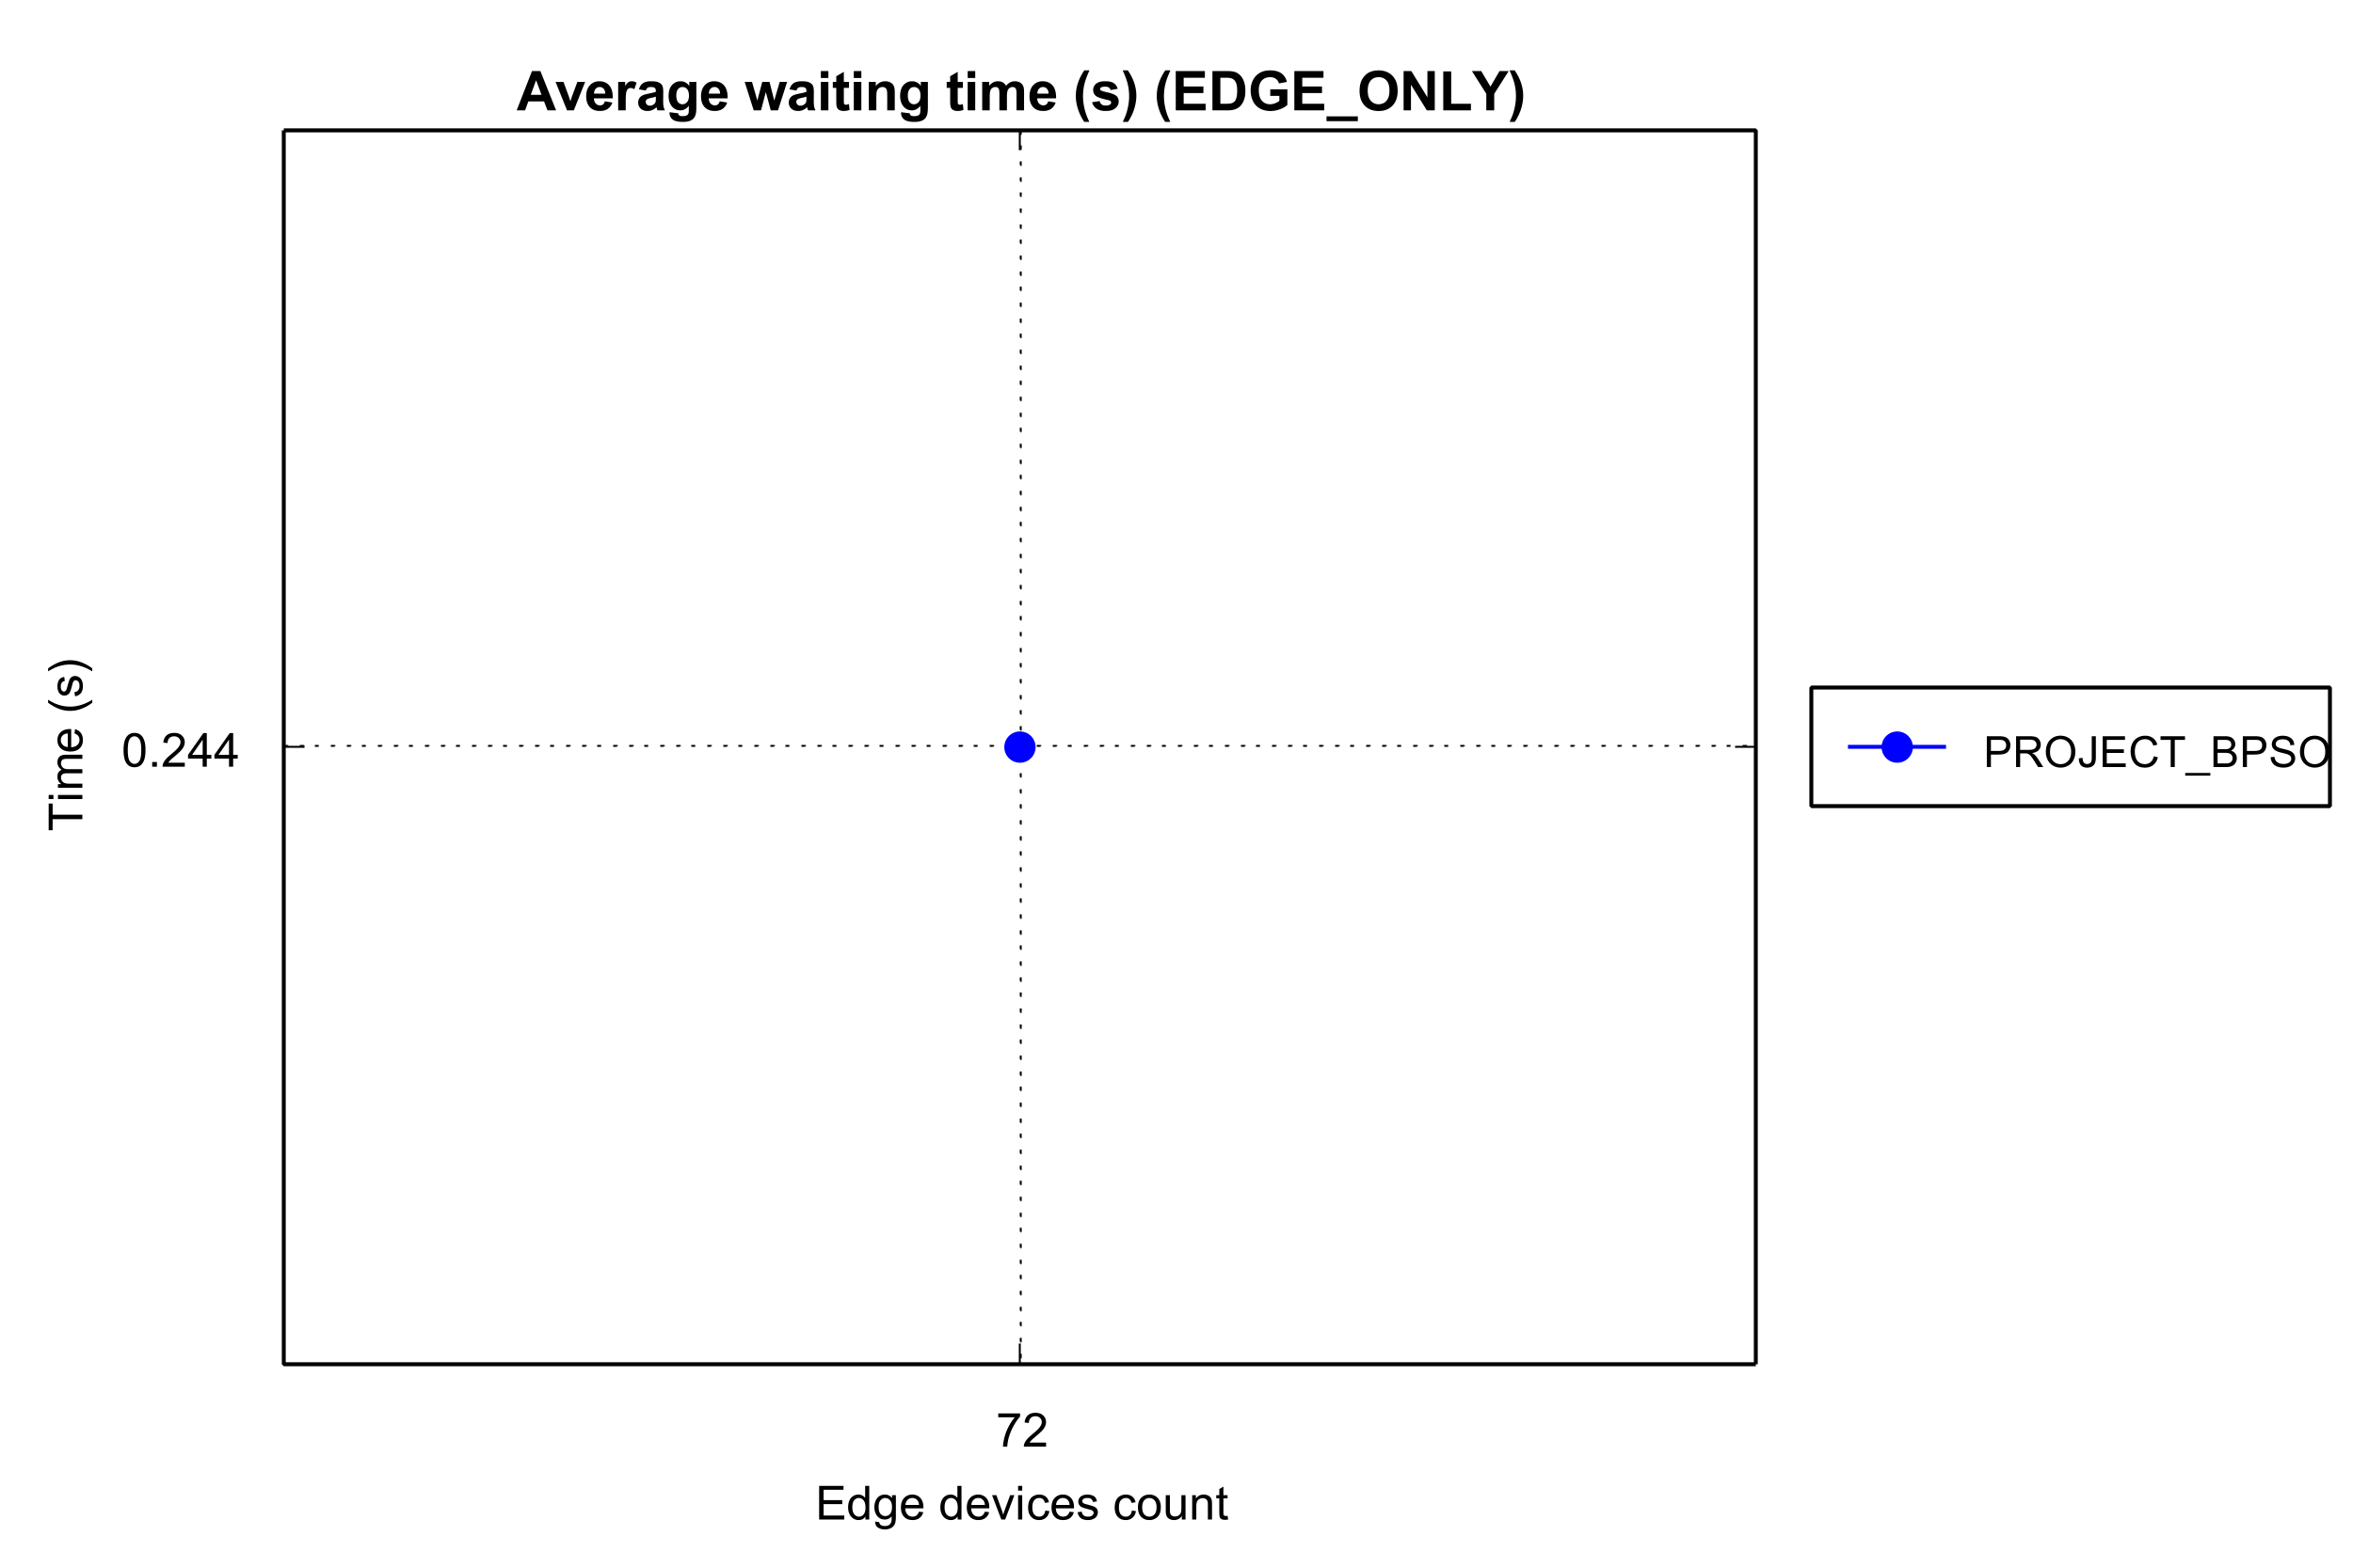 Average waiting time (s) (EDGE_ONLY)
Time (s)
0.244
PROJECT_BPSO
72
Edge devices count